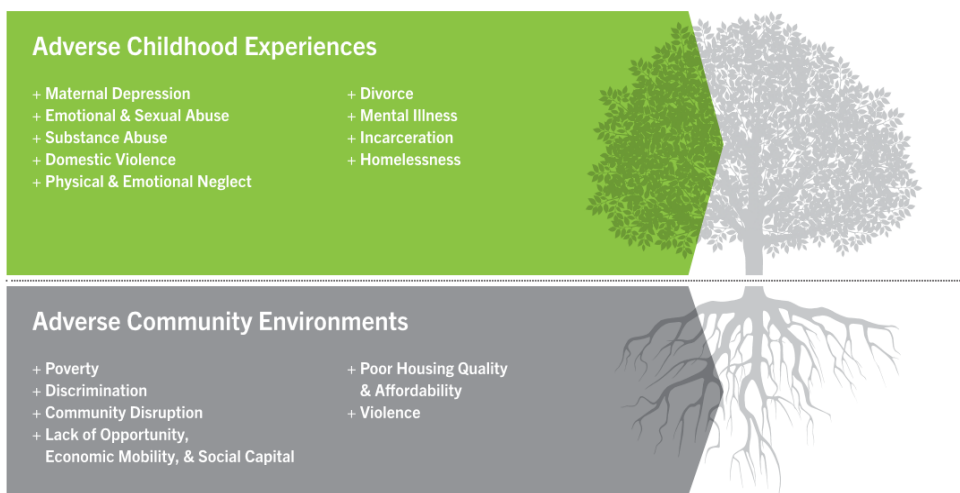 Adverse Childhood Experiences
+ Maternal Depression
+ Emotional & Sexual Abuse
+ Substance Abuse
+ Domestic Violence
+ Physical & Emotional Neglect
+ Divorce
+ Mental Illness
+ Incarceration
+ Homelessness
Adverse Community Environments
+ Poverty
+ Discrimination
+ Community Disruption
+ Lack of Opportunity,
Economic Mobility, & Social Capital
+ Poor Housing Quality
& Affordability
+ Violence